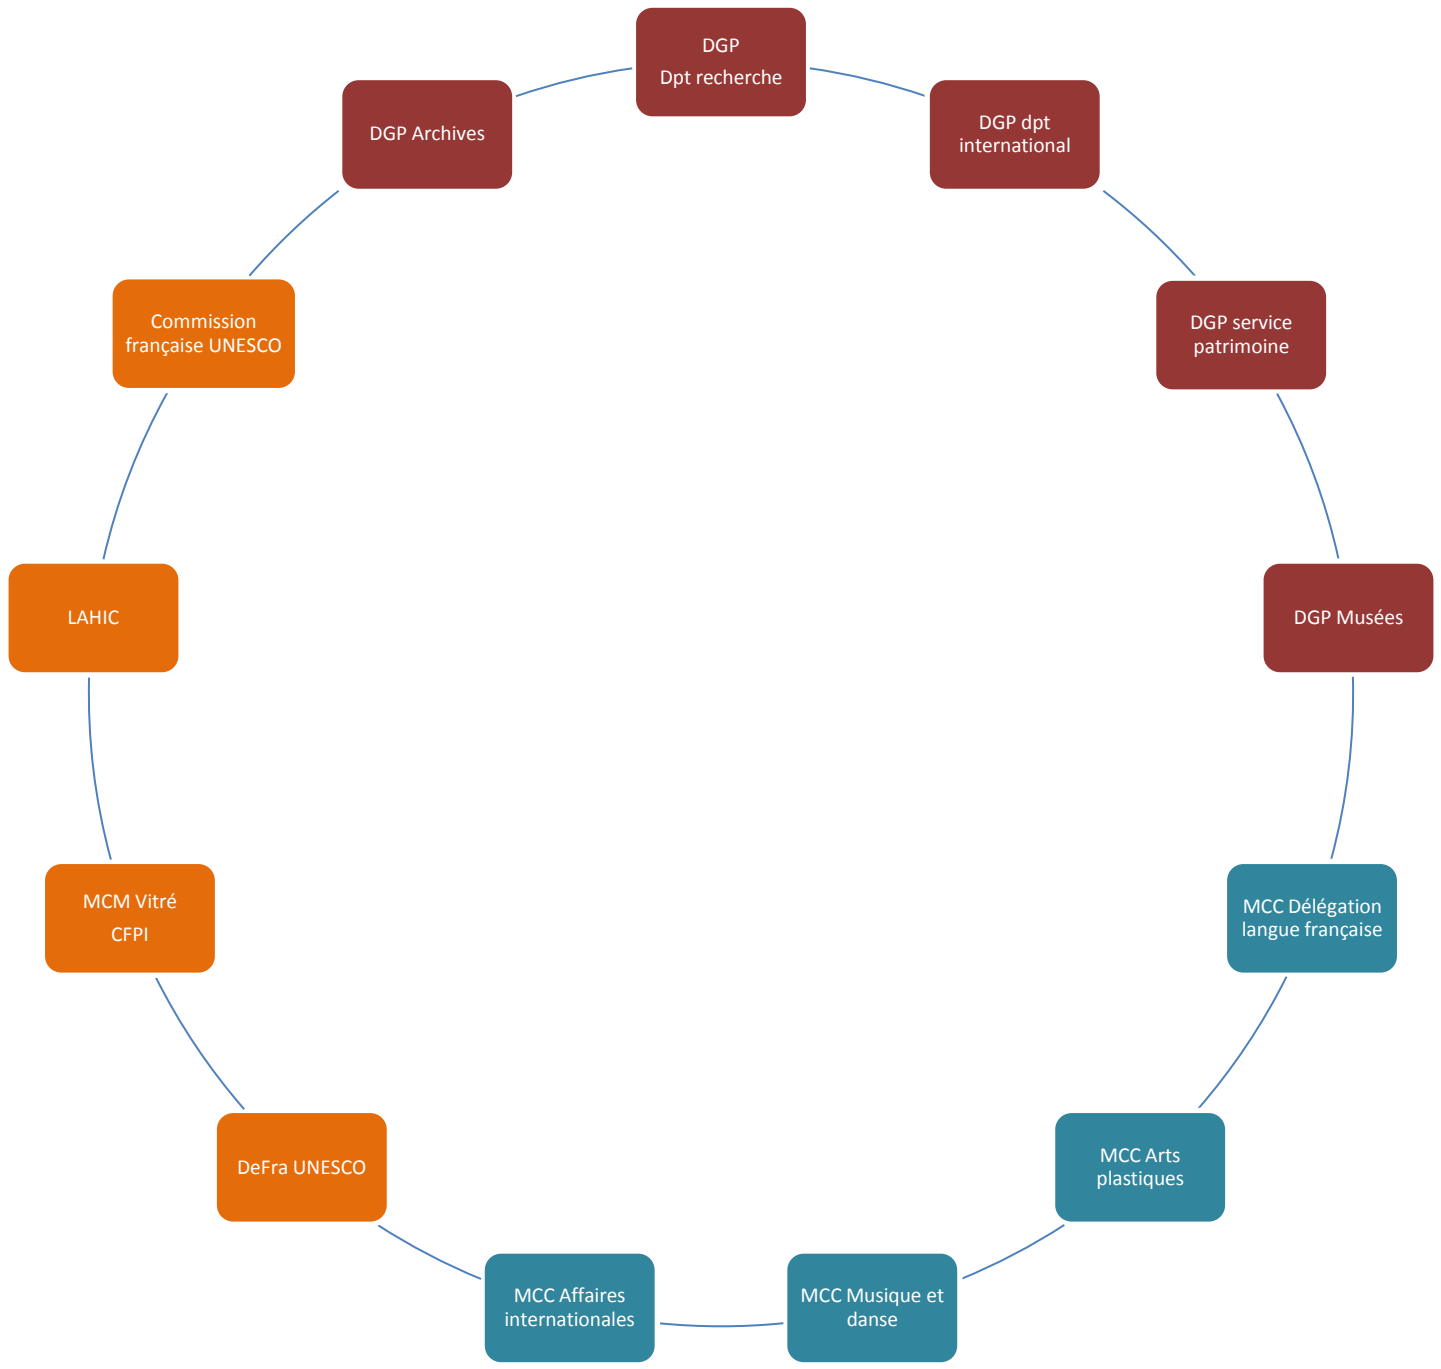 DGP
Dpt recherche
DGP dpt
international
DGP service
patrimoine
DGP Musées
MCC Délégation
langue française
MCC Arts
plastiques
MCC Musique et
danse
MCC Affaires
internationales
DeFra UNESCO
MCM Vitré
CFPI
LAHIC
Commission
française UNESCO
DGP Archives